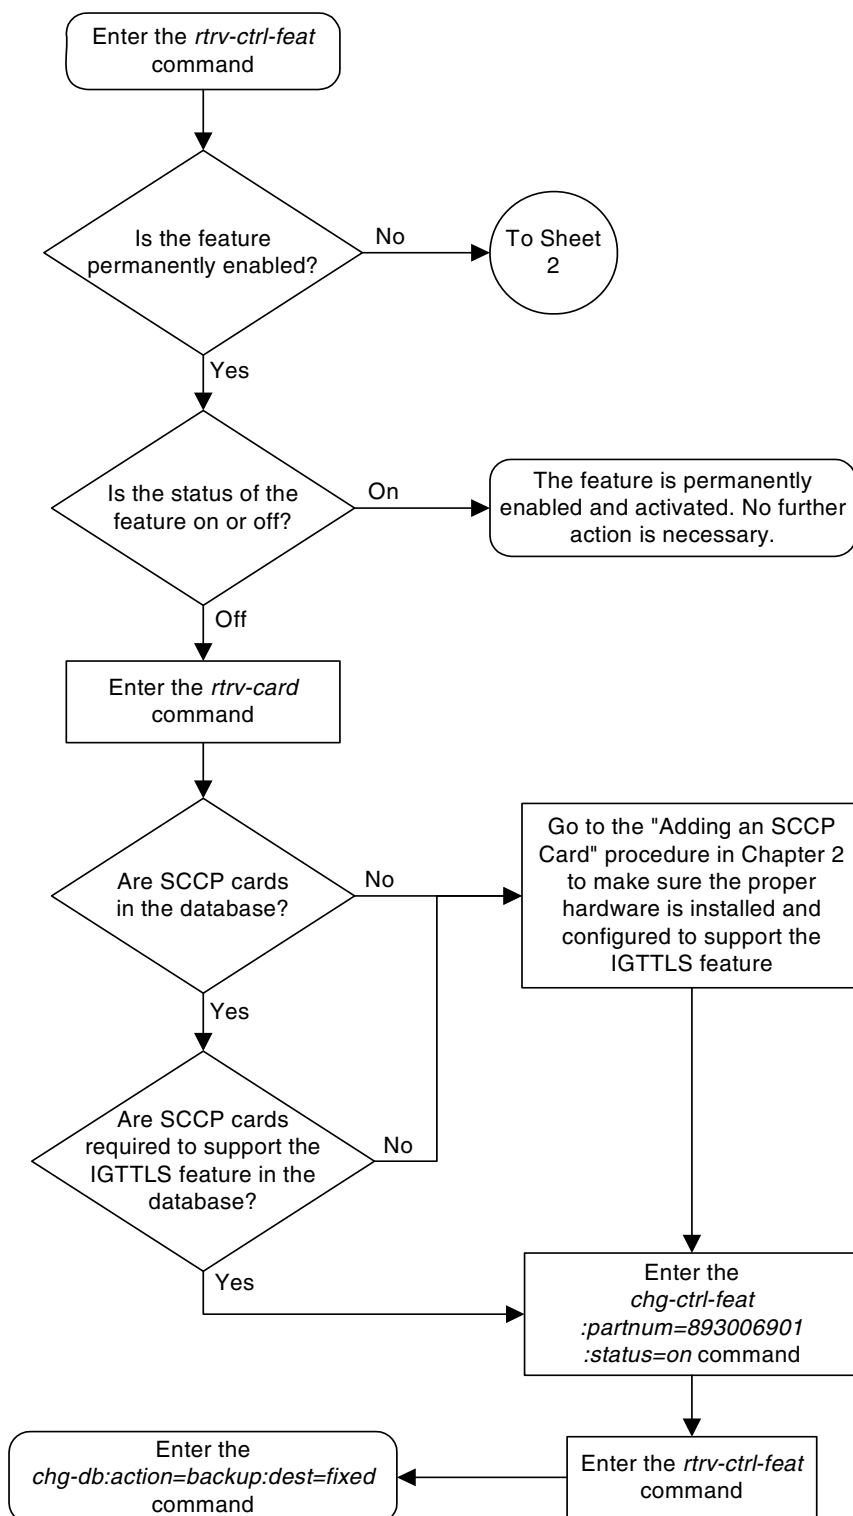 Enter the rtrv-ctrl-feat
command
Is the feature
permanently enabled?
No
To Sheet
2
Yes
Is the status of the
feature on or off?
On
The feature is permanently
enabled and activated. No further
action is necessary.
Off
Enter the rtrv-card
command
Are SCCP cards
in the database?
No
Go to the "Adding an SCCP
Card" procedure in Chapter 2
to make sure the proper
hardware is installed and
configured to support the
IGTTLS feature
Yes
Are SCCP cards
required to support the
IGTTLS feature in the
database?
No
Yes
Enter the
chg-ctrl-feat
:partnum=893006901
:status=on command
Enter the rtrv-ctrl-feat
command
Enter the
chg-db:action=backup:dest=fixed
command